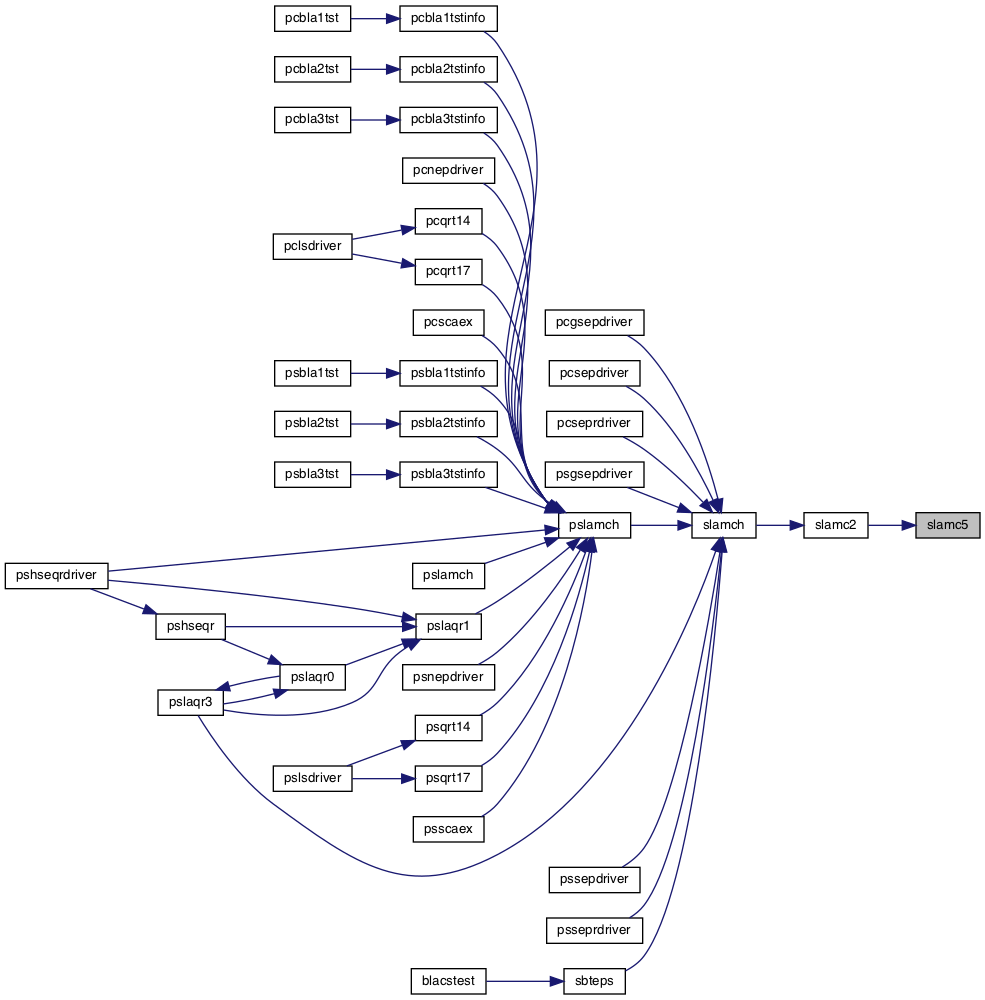 pcbla1tst
pcbla1tstinfo
pcbla2tst
pcbla2tstinfo
pcbla3tst
pcbla3tstinfo
pcnepdriver
pclsdriver
pcqrt14
pcqrt17
pcscaex
psbla1tst
psbla1tstinfo
psbla2tst
psbla2tstinfo
psbla3tst
psbla3tstinfo
pcgsepdriver
pcsepdriver
pcseprdriver
psgsepdriver
pslamch
slamch
slamc2
slamc5
pshseqrdriver
pslamch
pshseqr
pslaqr1
pslaqr0
pslaqr3
psnepdriver
psqrt14
pslsdriver
psqrt17
psscaex
pssepdriver
psseprdriver
blacstest
sbteps